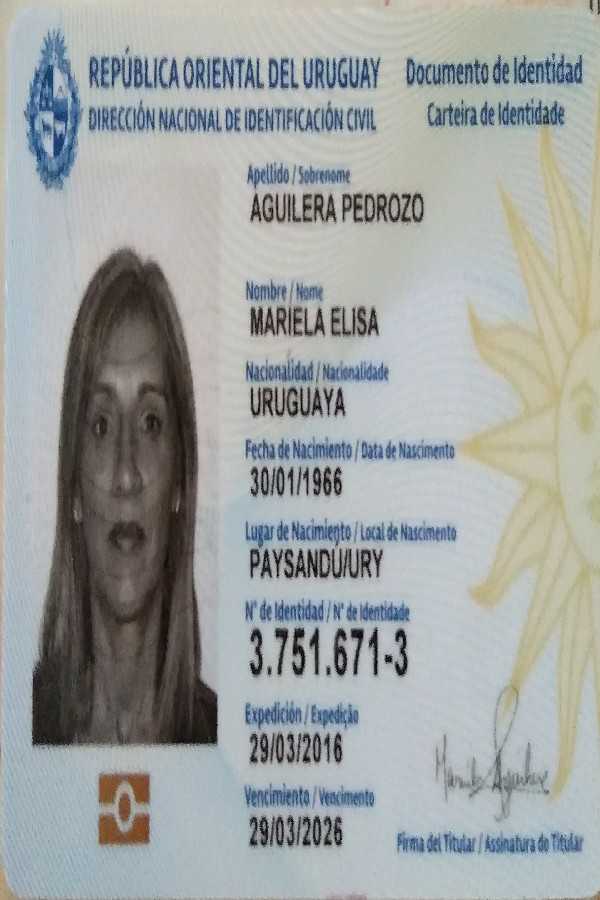 REPÚBLICA ORIENTAL DEL URUGUAY
DIRECCIÓN NACIONAL DE IDENTIFICACIÓN CIVIL
Documento de Identidad
Carteira de Identidade
Apellido / Sobrenome
AGUILERA PEDROZO
Nombre / Nome
MARIELA ELISA
Nacionalidad / Nacionalidade
URUGUAYA
Fecha de Nacimiento / Data de Nascimento
30/01/1966
Lugar de Nacimiento / Local de Nascimento
PAYSANDÚ/URY
N° de Identidad / N° de Identidade
3.751.671-3
Expedición / Expedição
29/03/2016
Vencimiento / Vencimento
29/03/2026
Firma del Titular / Assinatura do Titular